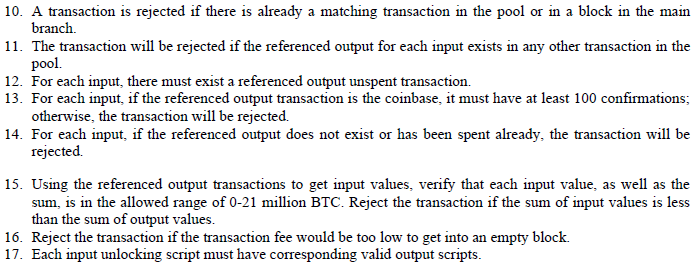 10. A transaction is rejected if there is already a matching transaction in the pool or in a block in the main
branch.
11. The transaction will be rejected if the referenced output for each input exists in any other transaction in the
pool.
12. For each input, there must exist a referenced output unspent transaction.
13. For each input, if the referenced output transaction is the coinbase, it must have at least 100 confirmations;
otherwise, the transaction will be rejected.
14. For each input, if the referenced output does not exist or has been spent already, the transaction will be
rejected.
15. Using the referenced output transactions to get input values, verify that each input value, as well as the
sum, is in the allowed range of 0-21 million BTC. Reject the transaction if the sum of input values is less
than the sum of output values.
16. Reject the transaction if the transaction fee would be too low to get into an empty block.
17. Each input unlocking script must have corresponding valid output scripts.